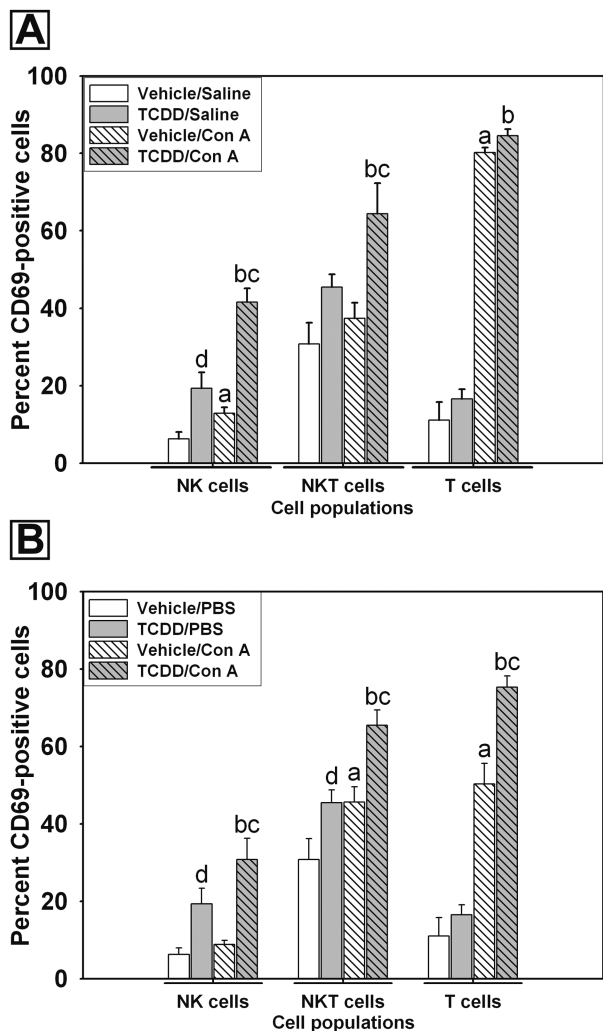 A
Percent CD69-positive cells
100
80
60
40
20
0
Vehicle/Saline
TCDD/Saline
Vehicle/Con A
TCDD/Con A
d
a
bc
bc
a
b
NK cells
NKT cells
T cells
Cell populations
B
Percent CD69-positive cells
100
80
60
40
20
0
Vehicle/PBS
TCDD/PBS
Vehicle/Con A
TCDD/Con A
d
bc
d
a
bc
a
bc
NK cells
NKT cells
T cells
Cell populations